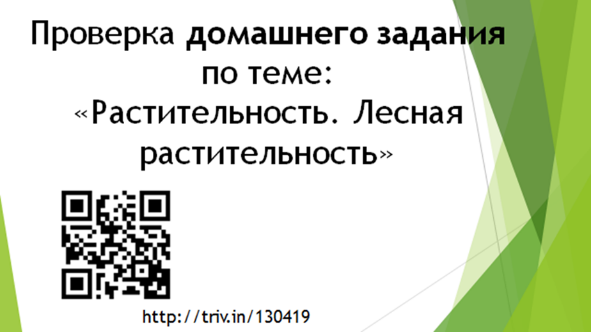 Проверка домашнего задания
по теме:
«Растительность. Лесная
растительность»
http://triv.in/130419